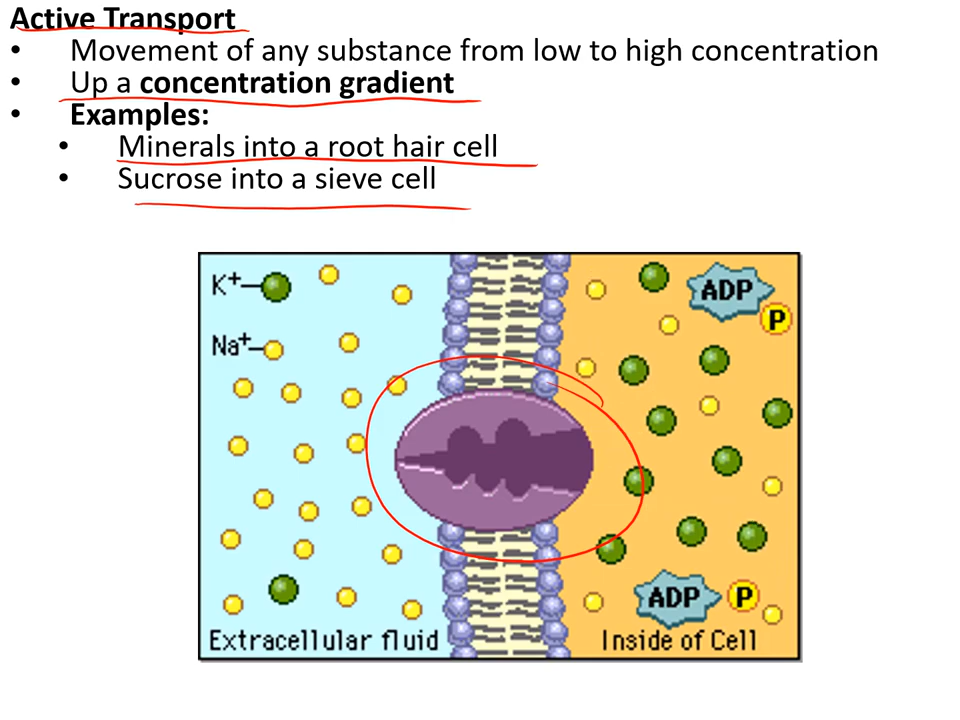 Active Transport
• Movement of any substance from low to high concentration
• Up a concentration gradient
• Examples:
• Minerals into a root hair cell
• Sucrose into a sieve cell
K+
ADP
P
Na+
ADP P
Extracellular fluid Inside of Cell